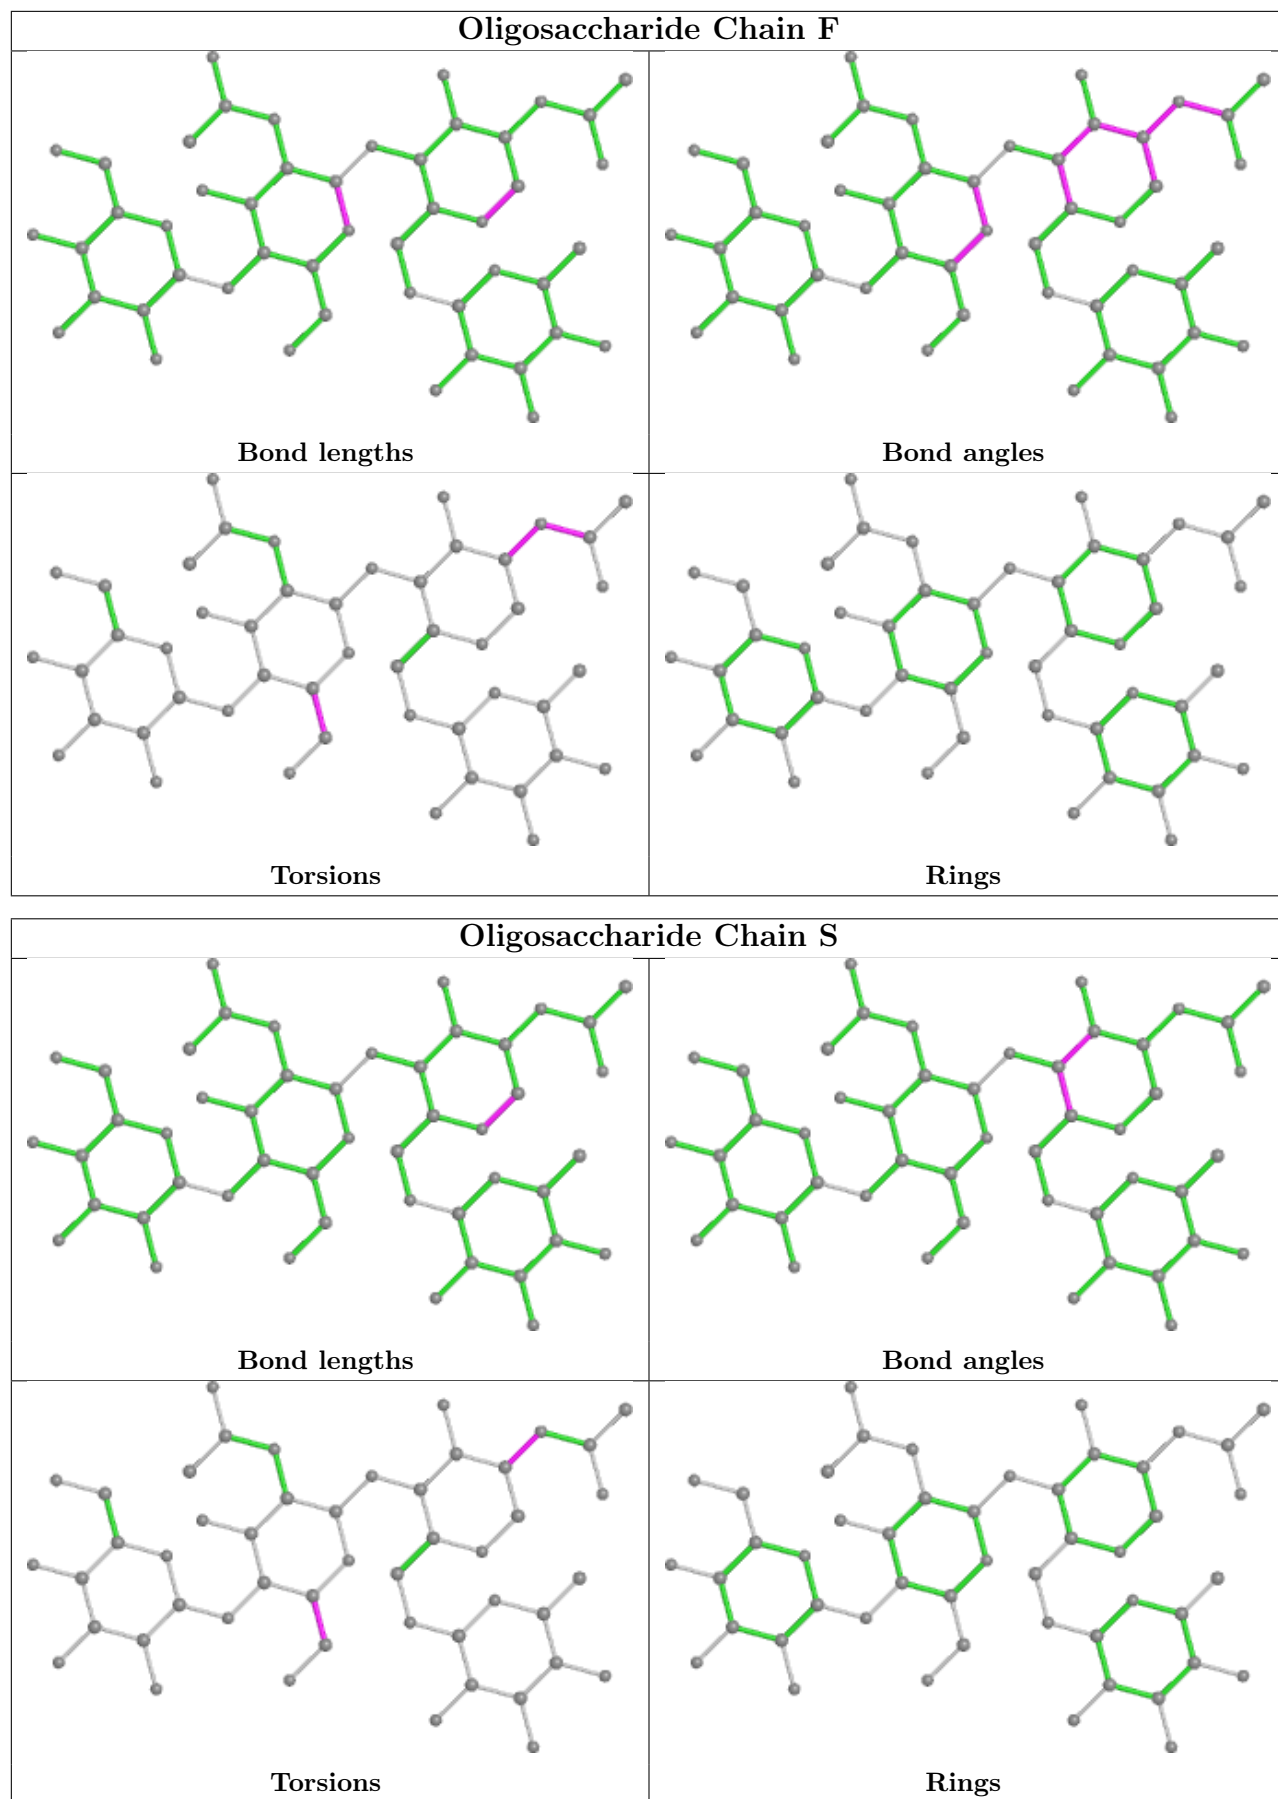 Oligosaccharide Chain F
Bond lengths
Bond angles
Torsions
Rings
Oligosaccharide Chain S
Bond lengths
Bond angles
Torsions
Rings